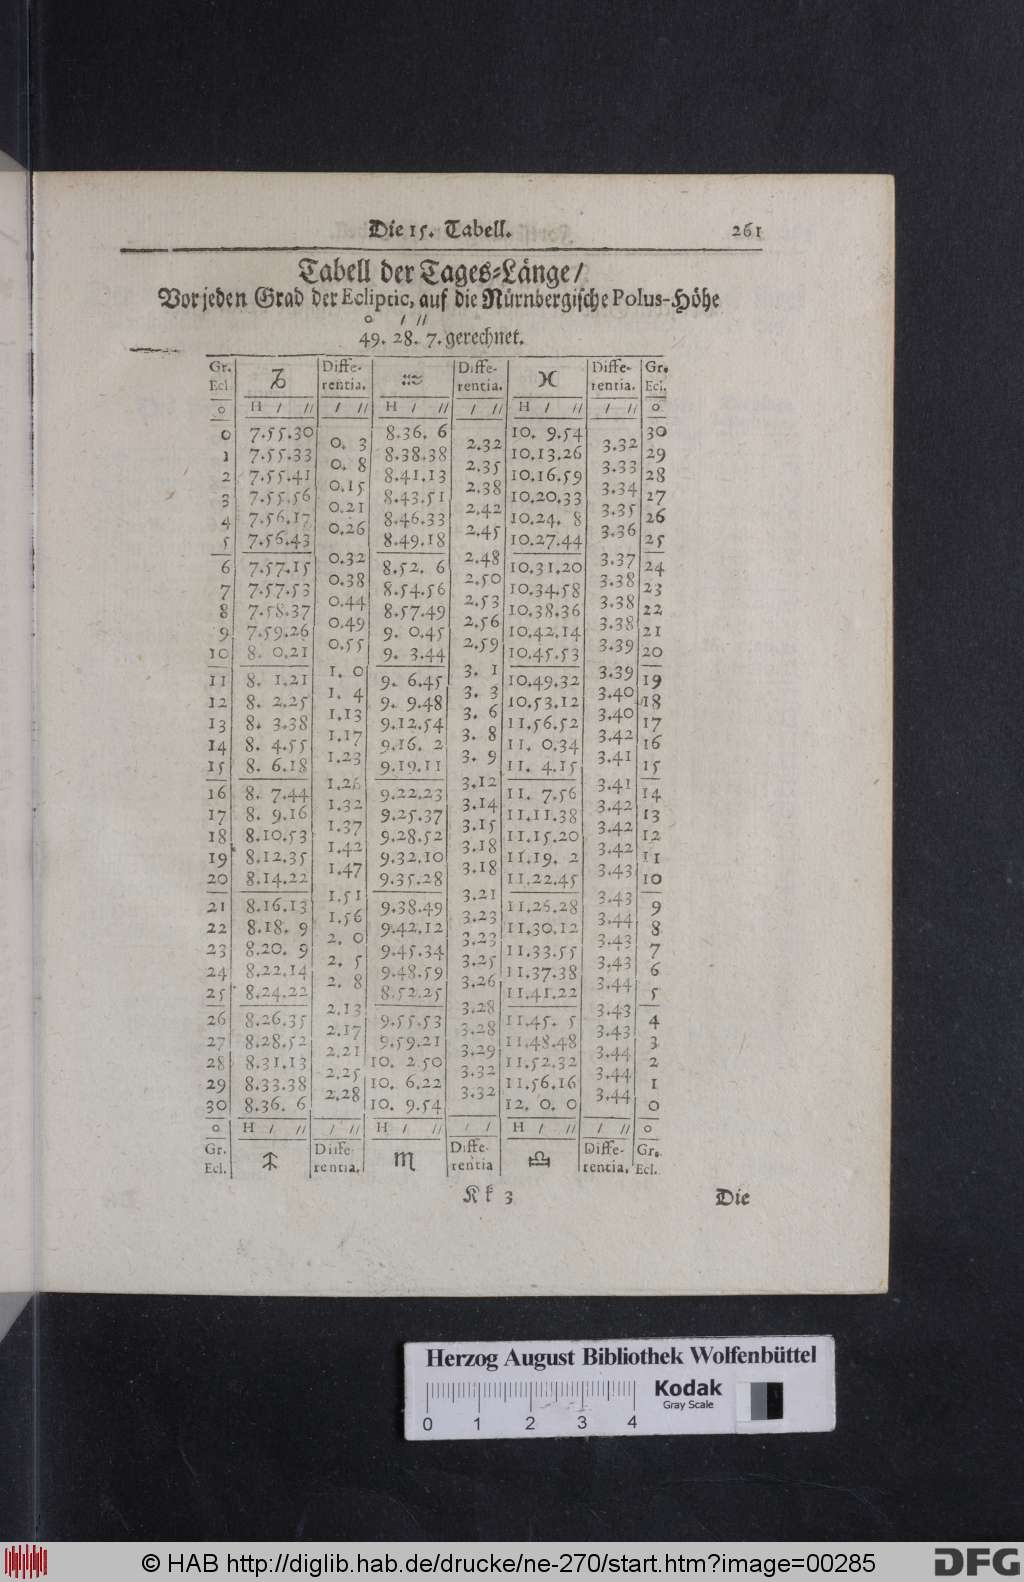 Die 15. Tabell. 261
Tabell der Tages-Länge/
Vor jeden Grad der Ecliptic, auf die Nürnbergische Polus-Höhe
o / //
49. 28. 7. gerechnet.
Gr. Ecl. ♑ Differentia. ♒ Differentia. ♓ Differentia. Gr. Ecl.
o H / // / // H / // / // H / // / // o
0 7.55.30 8.36. 6 10. 9.54 30
0. 3 2.32 3.32
1 7.55.33 8.38.38 10.13.26 29
0. 8 2.35 3.33
2 7.55.41 8.41.13 10.16.59 28
0.15 2.38 3.34
3 7.55.56 8.43.51 10.20.33 27
0.21 2.42 3.35
4 7.56.17 8.46.33 10.24. 8 26
0.26 2.45 3.36
5 7.56.43 8.49.18 10.27.44 25
0.32 2.48 3.37
6 7.57.15 8.52. 6 10.31.20 24
0.38 2.50 3.38
7 7.57.53 8.54.56 10.34.58 23
0.44 2.53 3.38
8 7.58.37 8.57.49 10.38.36 22
0.49 2.56 3.38
9 7.59.26 9. 0.45 10.42.14 21
0.55 2.59 3.39
10 8. 0.21 9. 3.44 10.45.53 20
1. 0 3. 1 3.39
11 8. 1.21 9. 6.45 10.49.32 19
1. 4 3. 3 3.40
12 8. 2.25 9. 9.48 10.53.12 18
1.13 3. 6 3.40
13 8. 3.38 9.12.54 11.56.52 17
1.17 3. 8 3.42
14 8. 4.55 9.16. 2 11. 0.34 16
1.23 3. 9 3.41
15 8. 6.18 9.19.11 11. 4.15 15
1.26 3.12 3.41
16 8. 7.44 9.22.23 11. 7.56 14
1.32 3.14 3.42
17 8. 9.16 9.25.37 11.11.38 13
1.37 3.15 3.42
18 8.10.53 9.28.52 11.15.20 12
1.42 3.18 3.42
19 8.12.35 9.32.10 11.19. 2 11
1.47 3.18 3.43
20 8.14.22 9.35.28 11.22.45 10
1.51 3.21 3.43
21 8.16.13 9.38.49 11.26.28 9
1.56 3.23 3.44
22 8.18. 9 9.42.12 11.30.12 8
2. 0 3.23 3.43
23 8.20. 9 9.45.34 11.33.55 7
2. 5 3.25 3.43
24 8.22.14 9.48.59 11.37.38 6
2. 8 3.26 3.44
25 8.24.22 8.52.25 11.41.22 5
2.13 3.28 3.43
26 8.26.35 9.55.53 11.45. 5 4
2.17 3.28 3.43
27 8.28.52 9.59.21 11.48.48 3
2.21 3.29 3.44
28 8.31.13 10. 2.50 11.52.32 2
2.25 3.32 3.44
29 8.33.38 10. 6.22 11.56.16 1
2.28 3.32 3.44
30 8.36. 6 10. 9.54 12. 0. 0 0
o H / // / // H / // / / H / // / // o
Gr. Ecl. ♐ Differentia. ♏ Differentia ♎ Differentia. Gr. Ecl.
K k 3 Die
Herzog August Bibliothek Wolfenbüttel
Kodak
Gray Scale
0 1 2 3 4
© HAB http://diglib.hab.de/drucke/ne-270/start.htm?image=00285
DFG